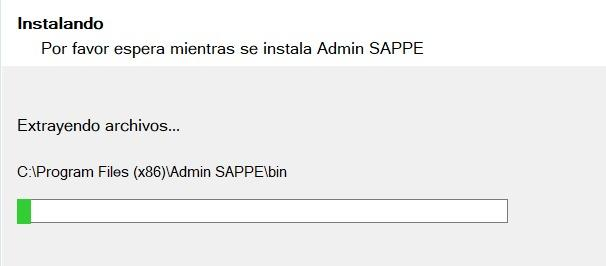 Instalando
Por favor espera mientras se instala Admin SAPPE
Extrayendo archivos...
C:\Program Files (x86)\Admin SAPPE\bin